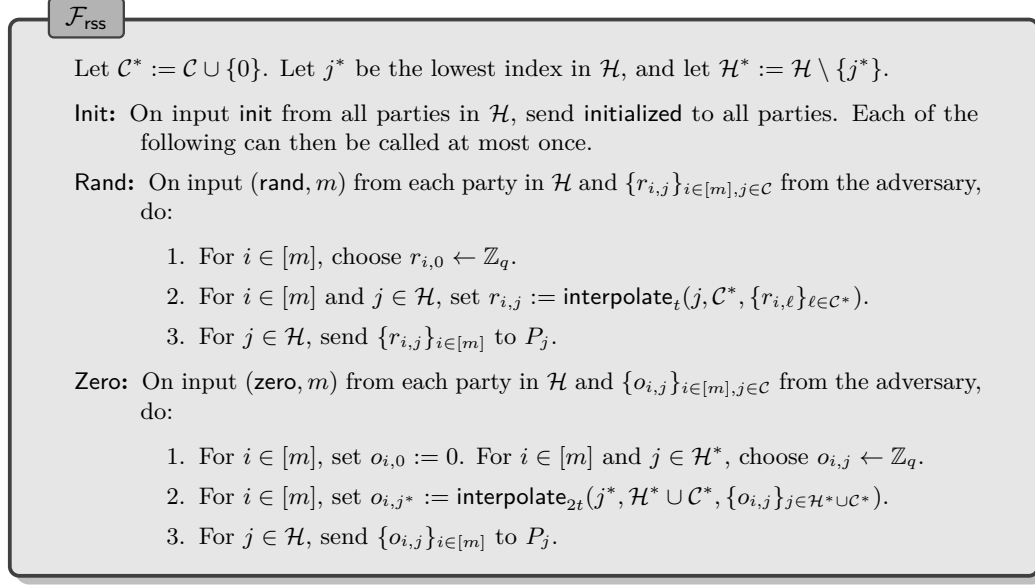 𝓕_rss
Let 𝒞* := 𝒞 ∪ {0}. Let j* be the lowest index in ℋ, and let ℋ* := ℋ \ {j*}.
Init: On input init from all parties in ℋ, send initialized to all parties. Each of the
following can then be called at most once.
Rand: On input (rand, m) from each party in ℋ and {r_{i,j}}_{i∈[m],j∈𝒞} from the adversary,
do:
1. For i ∈ [m], choose r_{i,0} ← ℤ_q.
2. For i ∈ [m] and j ∈ ℋ, set r_{i,j} := interpolate_t(j, 𝒞*, {r_{i,ℓ}}_{ℓ∈𝒞*}).
3. For j ∈ ℋ, send {r_{i,j}}_{i∈[m]} to P_j.
Zero: On input (zero, m) from each party in ℋ and {o_{i,j}}_{i∈[m],j∈𝒞} from the adversary,
do:
1. For i ∈ [m], set o_{i,0} := 0. For i ∈ [m] and j ∈ ℋ*, choose o_{i,j} ← ℤ_q.
2. For i ∈ [m], set o_{i,j*} := interpolate_{2t}(j*, ℋ* ∪ 𝒞*, {o_{i,j}}_{j∈ℋ*∪𝒞*}).
3. For j ∈ ℋ, send {o_{i,j}}_{i∈[m]} to P_j.